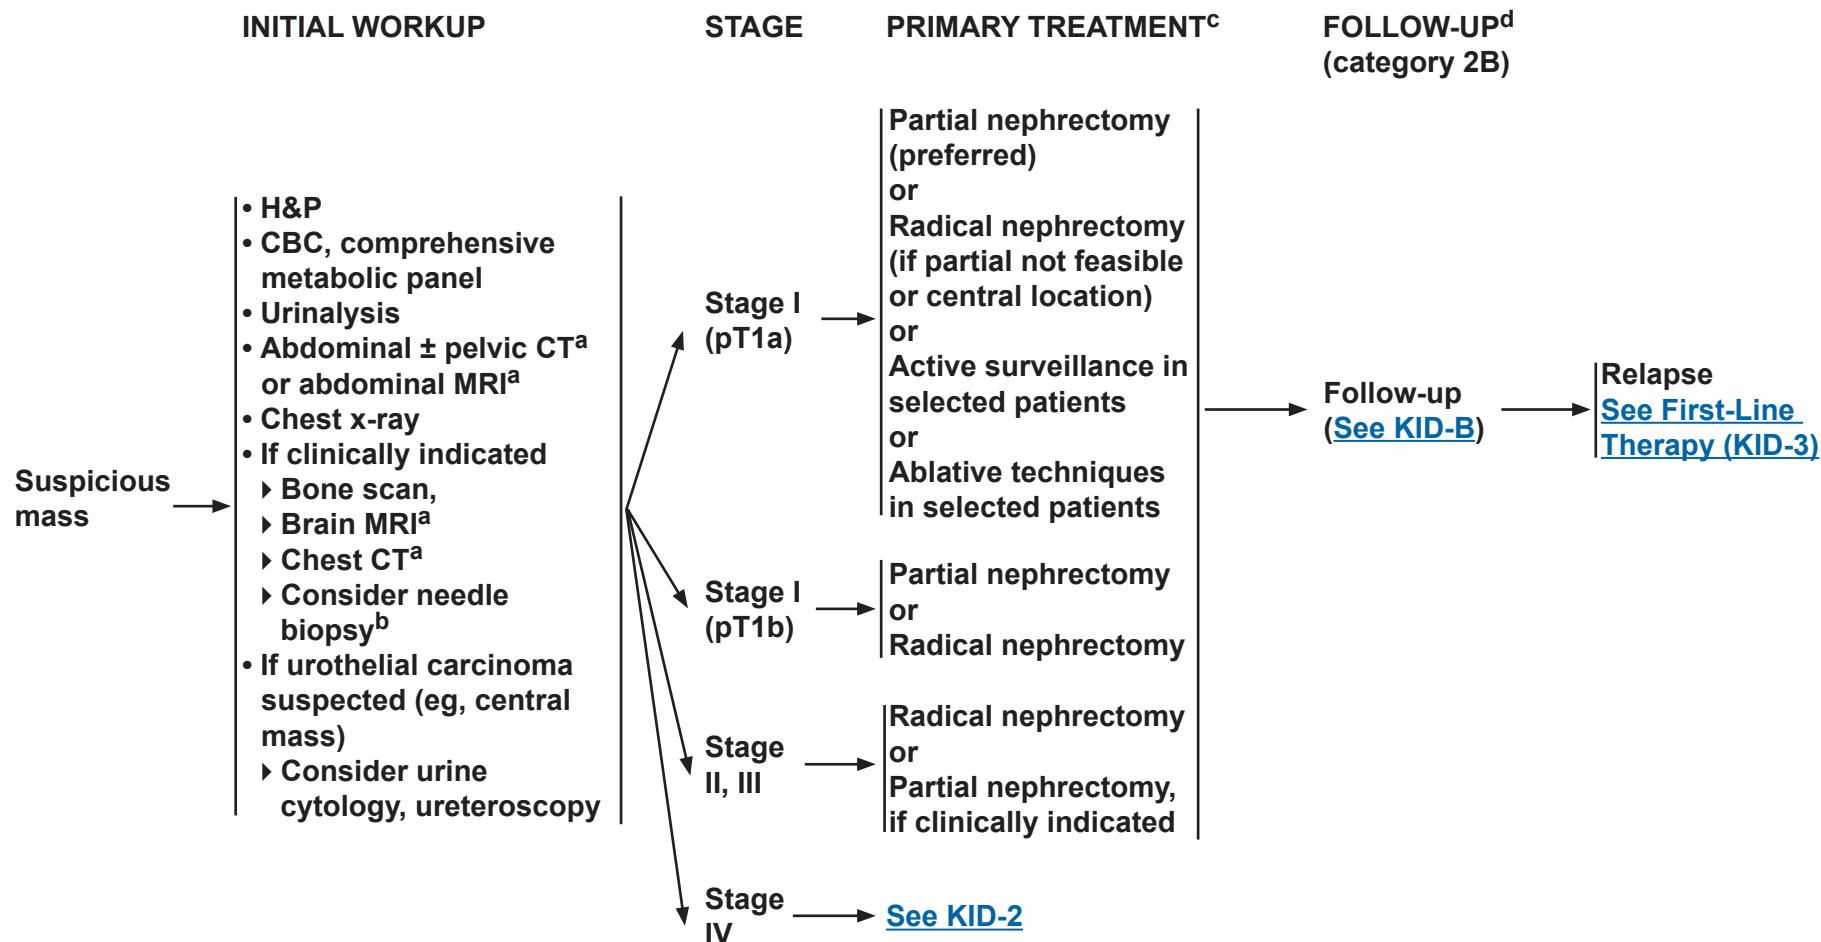 INITIAL WORKUP
STAGE
PRIMARY TREATMENTc
FOLLOW-UPd
(category 2B)
Suspicious
mass
• H&P
• CBC, comprehensive
metabolic panel
• Urinalysis
• Abdominal ± pelvic CTa
or abdominal MRIa
• Chest x-ray
• If clinically indicated
▸ Bone scan,
▸ Brain MRIa
▸ Chest CTa
▸ Consider needle
biopsyb
• If urothelial carcinoma
suspected (eg, central
mass)
▸ Consider urine
cytology, ureteroscopy
Stage I
(pT1a)
Partial nephrectomy
(preferred)
or
Radical nephrectomy
(if partial not feasible
or central location)
or
Active surveillance in
selected patients
or
Ablative techniques
in selected patients
Stage I
(pT1b)
Partial nephrectomy
or
Radical nephrectomy
Stage
II, III
Radical nephrectomy
or
Partial nephrectomy,
if clinically indicated
Stage
IV
See KID-2
Follow-up
(See KID-B)
Relapse
See First-Line
Therapy (KID-3)